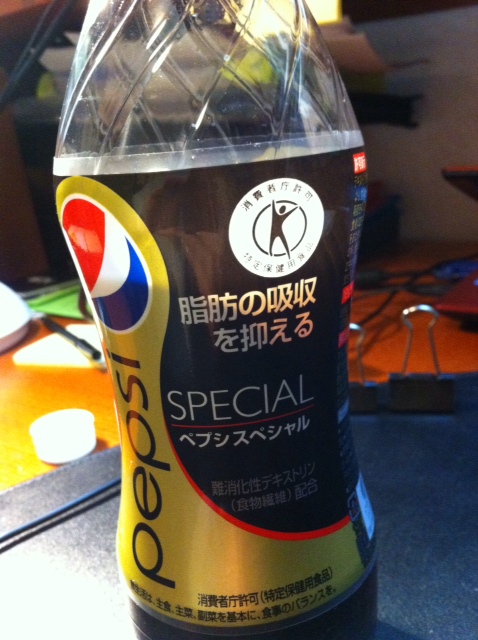 消費者庁許可
特定保健用食品
脂肪の吸収
を抑える
SPECIAL
ペプシスペシャル
pepsi
難消化性デキストリン
(食物繊維)配合
消費者庁許可(特定保健用食品)
食生活は、主食、主菜、副菜を基本に、食事のバランスを。